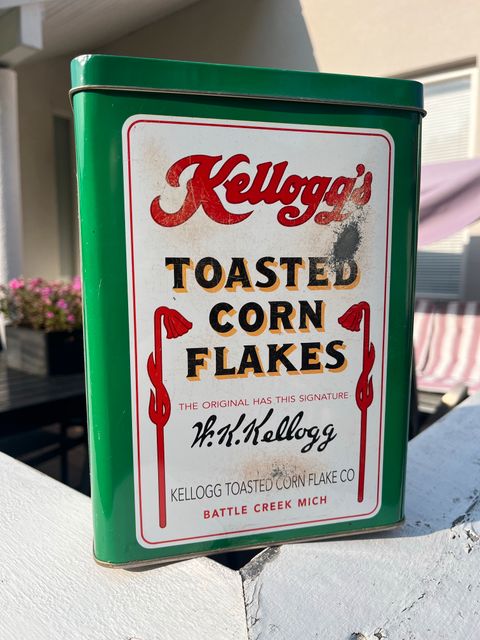 Kellogg's
TOASTED
CORN
FLAKES
THE ORIGINAL HAS THIS SIGNATURE
W.K.Kellogg
KELLOGG TOASTED CORN FLAKE CO
BATTLE CREEK MICH